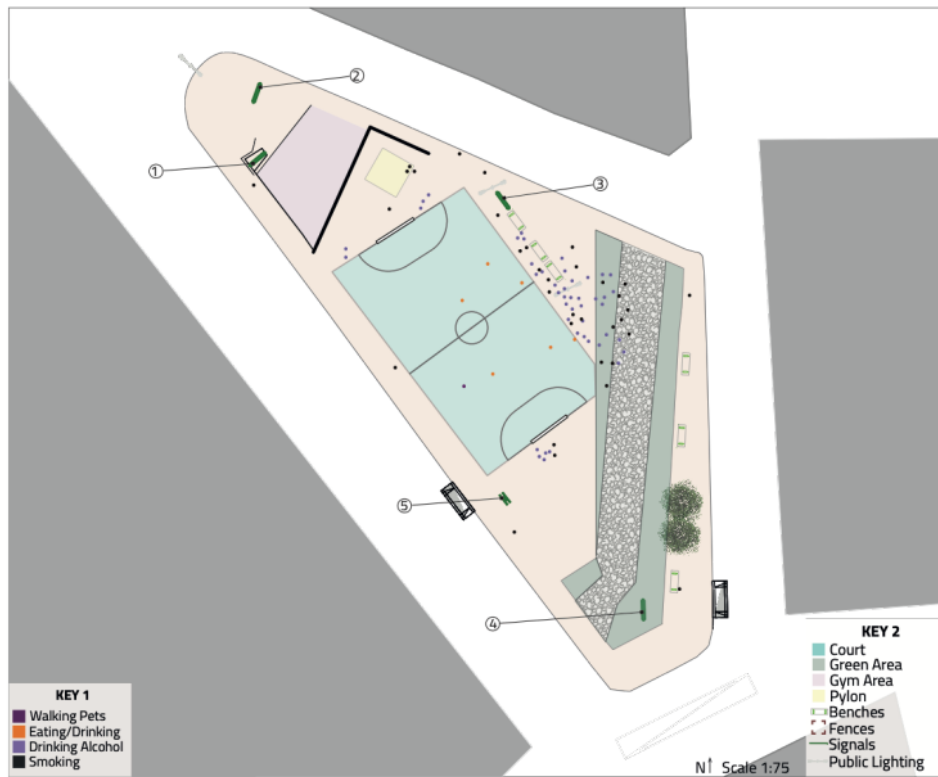 ②
①
③
⑤
④
KEY 1
Walking Pets
Eating/Drinking
Drinking Alcohol
Smoking
KEY 2
Court
Green Area
Gym Area
Pylon
Benches
Fences
Signals
Public Lighting
N↑ Scale 1:75